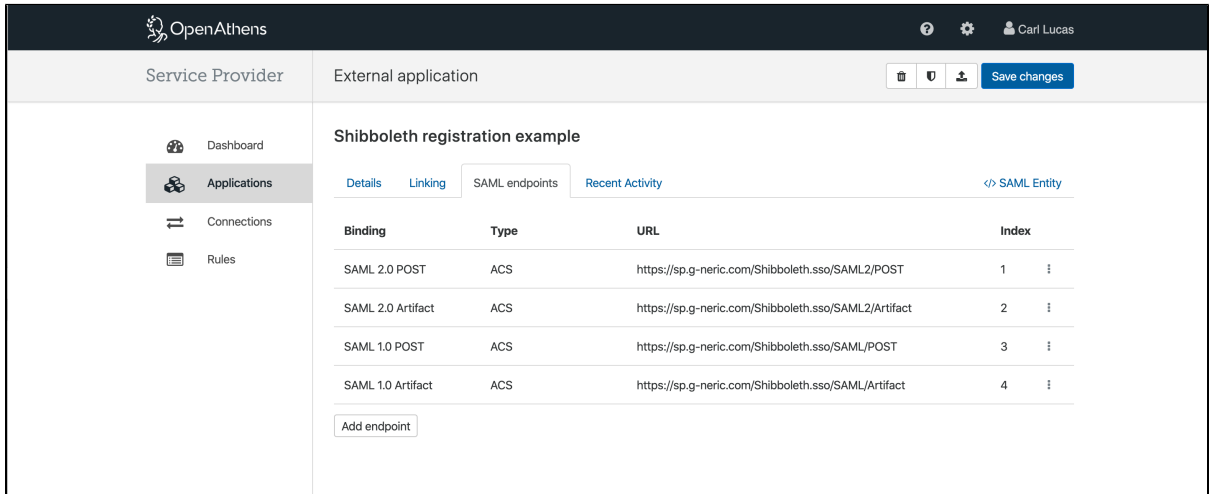 OpenAthens
Carl Lucas
Service Provider
External application
Save changes
Dashboard
Applications
Connections
Rules
Shibboleth registration example
Details Linking SAML endpoints Recent Activity </> SAML Entity
Binding Type URL Index
SAML 2.0 POST ACS https://sp.g-neric.com/Shibboleth.sso/SAML2/POST 1
SAML 2.0 Artifact ACS https://sp.g-neric.com/Shibboleth.sso/SAML2/Artifact 2
SAML 1.0 POST ACS https://sp.g-neric.com/Shibboleth.sso/SAML/POST 3
SAML 1.0 Artifact ACS https://sp.g-neric.com/Shibboleth.sso/SAML/Artifact 4
Add endpoint